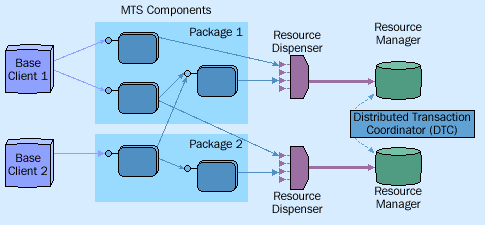 MTS Components
Package 1
Resource
Dispenser
Resource
Manager
Base
Client 1
Distributed Transaction
Coordinator (DTC)
Package 2
Base
Client 2
Resource
Dispenser
Resource
Manager